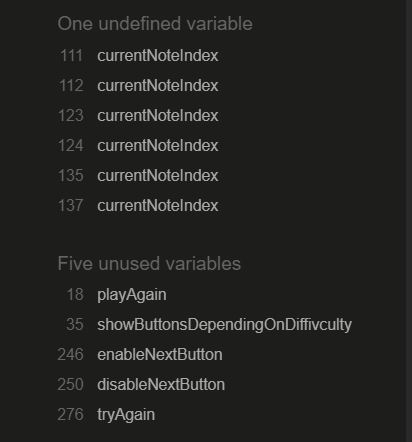 One undefined variable
111 currentNoteIndex
112 currentNoteIndex
123 currentNoteIndex
124 currentNoteIndex
135 currentNoteIndex
137 currentNoteIndex
Five unused variables
18 playAgain
35 showButtonsDependingOnDiffivculty
246 enableNextButton
250 disableNextButton
276 tryAgain